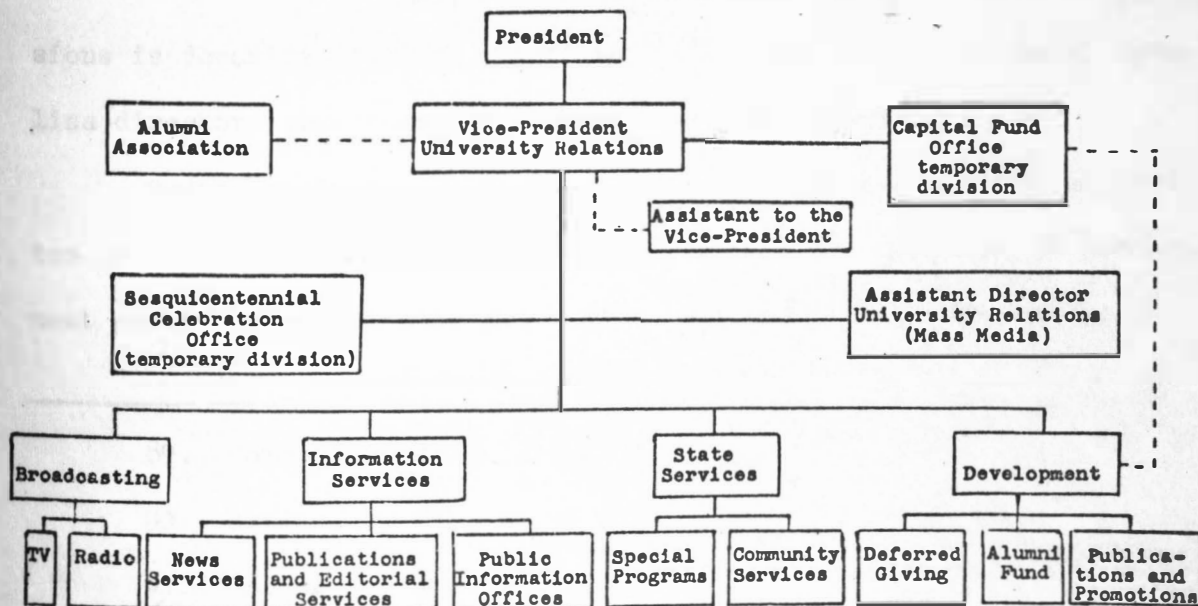 President
Alumni
Association
Vice-President
University Relations
Capital Fund
Office
temporary
division
Assistant to the
Vice-President
Sesquicentennial
Celebration
Office
(temporary division)
Assistant Director
University Relations
(Mass Media)
Broadcasting
Information
Services
State
Services
Development
TV
Radio
News
Services
Publications
and Editorial
Services
Public
Information
Offices
Special
Programs
Community
Services
Deferred
Giving
Alumni
Fund
Publica-
tions and
Promotions